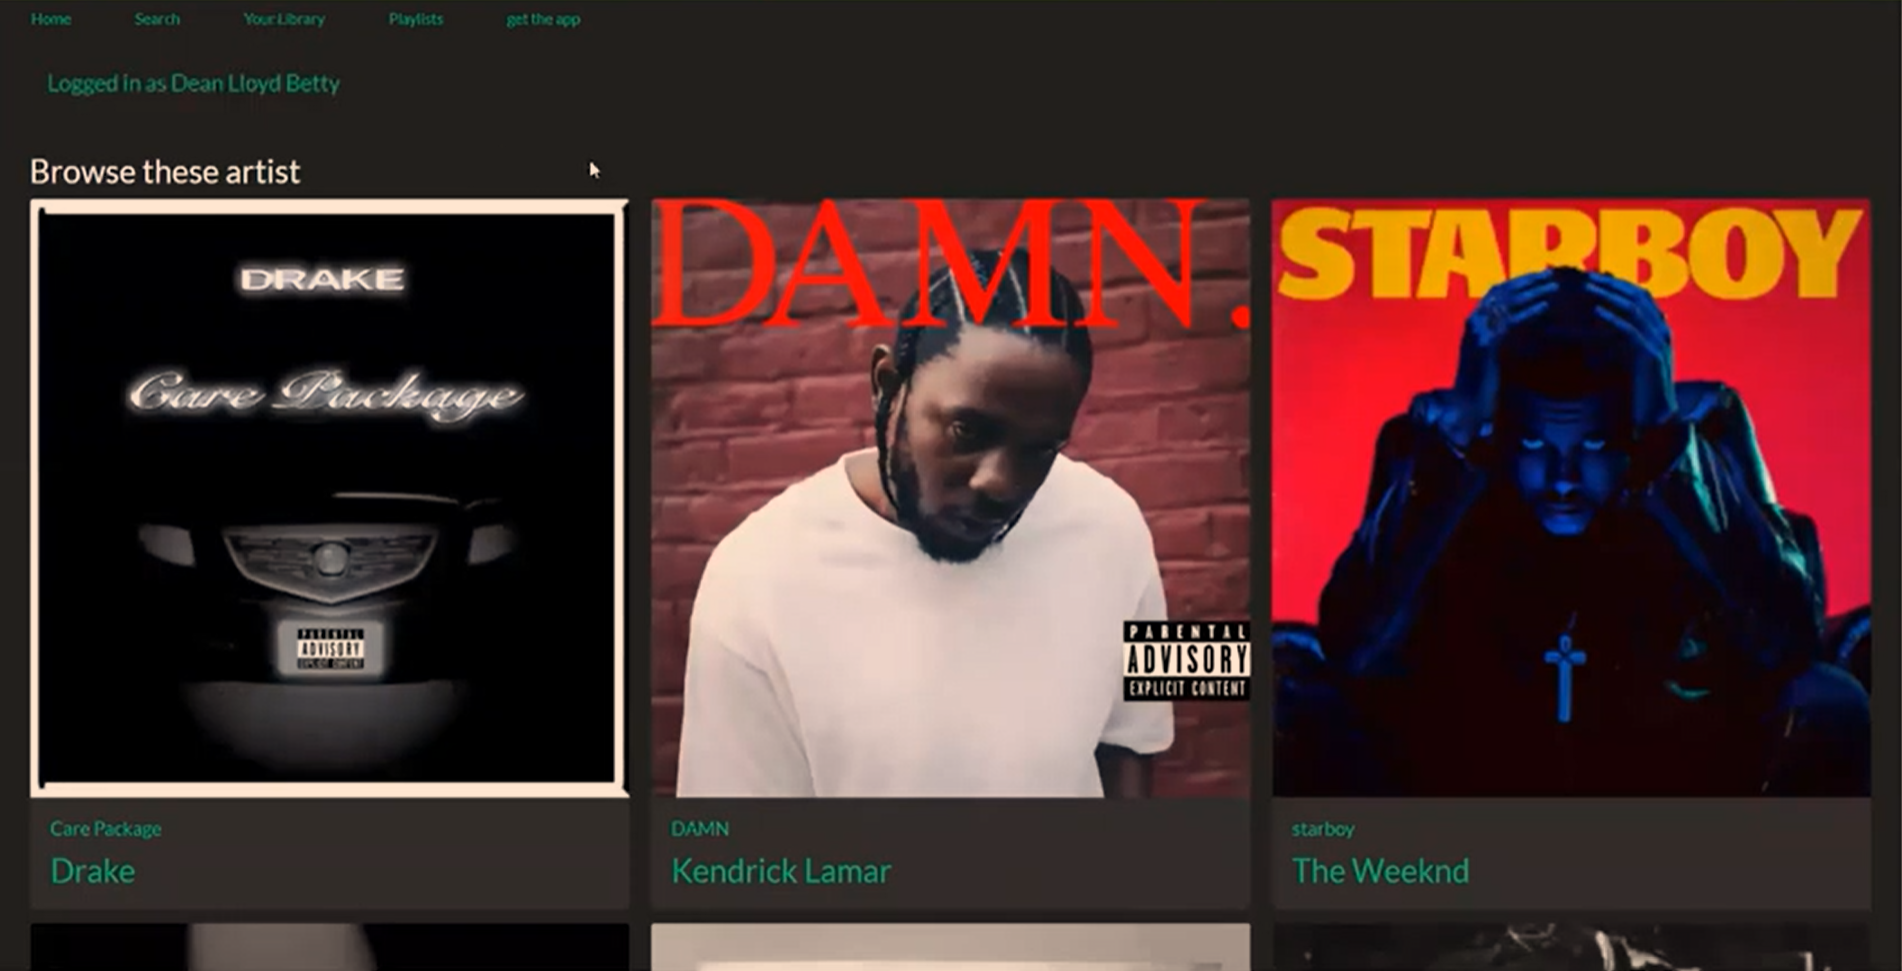 Home Search Your Library Playlists get the app
Logged in as Dean Lloyd Betty
Browse these artist
DRAKE
Care Package
PARENTAL
ADVISORY
EXPLICIT CONTENT
DAMN.
PARENTAL
ADVISORY
EXPLICIT CONTENT
STARBOY
Care Package
Drake
DAMN
Kendrick Lamar
starboy
The Weeknd